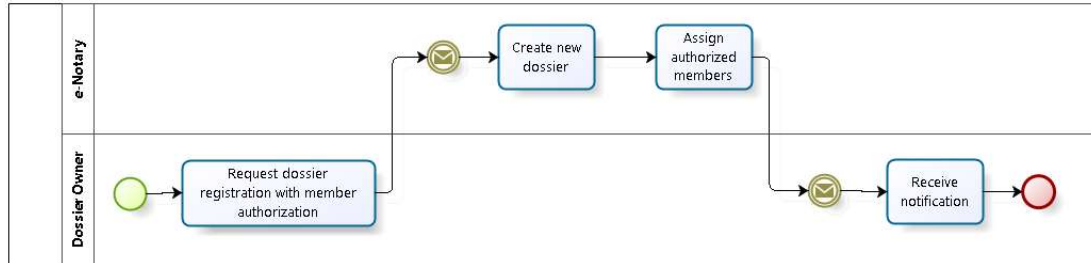 e-Notary
Create new
dossier
Assign
authorized
members
Dossier Owner
Request dossier
registration with member
authorization
Receive
notification